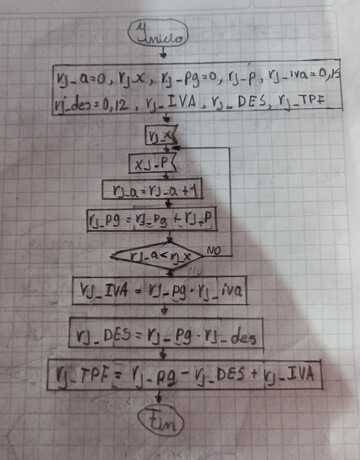 Inicio
rj_a=0, rj_x, rj_pg=0, rj_p, rj_iva=0,15
rj_des=0,12, rj_IVA, rj_DES, rj_TPF
rj_x
xj_p
rj_a=rj_a+1
rj_pg=rj_pg+rj_p
rj_a<rj_x
NO
rj_IVA=rj_pg·rj_iva
rj_DES=rj_pg·rj_des
rj_TPF=rj_pg-rj_DES+rj_IVA
Fin